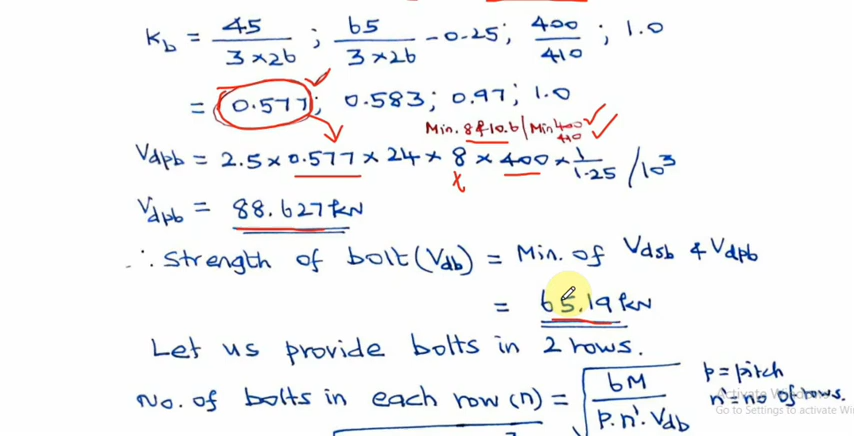 Kb = 45/3×26 ; 65/3×26 - 0.25; 400/410 ; 1.0
= 0.577; 0.583; 0.97; 1.0
Min. 8 & 10.6/Min 400 410
Vdpb = 2.5×0.577×24×8×400×1/1.25 /10³
t
Vdpb = 88.627kN
∴ Strength of bolt(Vdb) = Min. of Vdsb & Vdpb
= 65.19kN
Let us provide bolts in 2 rows.
No. of bolts in each row (n) = √6M/P.n'.Vdb
p = pitch
n'= no of rows.
Activate Windows
Go to Settings to activate Wi